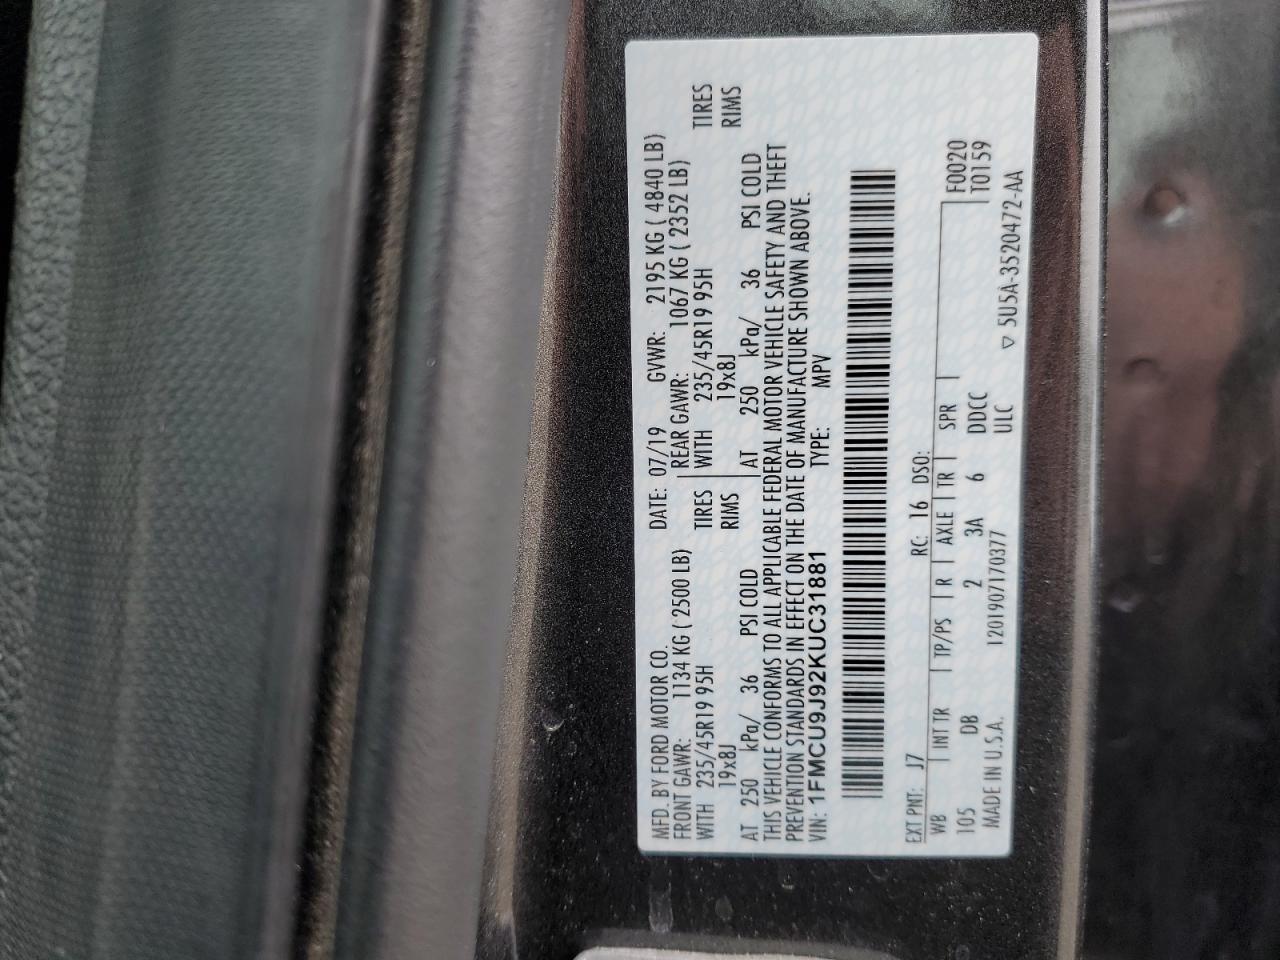 MFD. BY FORD MOTOR CO. DATE: 07/19 GVWR: 2195 KG ( 4840 LB)
FRONT GAWR: 1134 KG ( 2500 LB) REAR GAWR: 1067 KG ( 2352 LB)
WITH 235/45R19 95H TIRES WITH 235/45R19 95H TIRES
19x8J RIMS 19x8J RIMS
AT 250 kPa/ 36 PSI COLD AT 250 kPa/ 36 PSI COLD
THIS VEHICLE CONFORMS TO ALL APPLICABLE FEDERAL MOTOR VEHICLE SAFETY AND THEFT
PREVENTION STANDARDS IN EFFECT ON THE DATE OF MANUFACTURE SHOWN ABOVE.
VIN: 1FMCU9J92KUC31881 TYPE: MPV
EXT PNT: J7 RC: 16 DSO:
WB INT TR TP/PS R AXLE TR SPR F0020
105 DB 2 3A 6 DDCC T0159
MADE IN U.S.A. 1201907170377 ULC
▽ 5U5A-3520472-AA